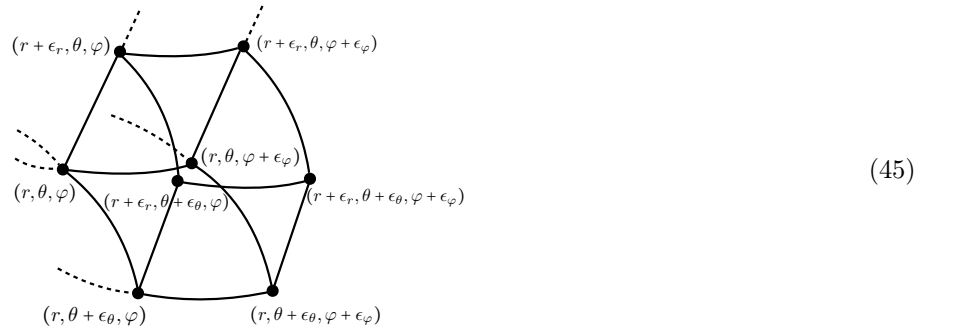 (r + ϵ_r, θ, φ)
(r + ϵ_r, θ, φ + ϵ_φ)
(r, θ, φ + ϵ_φ)
(45)
(r, θ, φ)
(r + ϵ_r, θ + ϵ_θ, φ)
(r + ϵ_r, θ + ϵ_θ, φ + ϵ_φ)
(r, θ + ϵ_θ, φ)
(r, θ + ϵ_θ, φ + ϵ_φ)